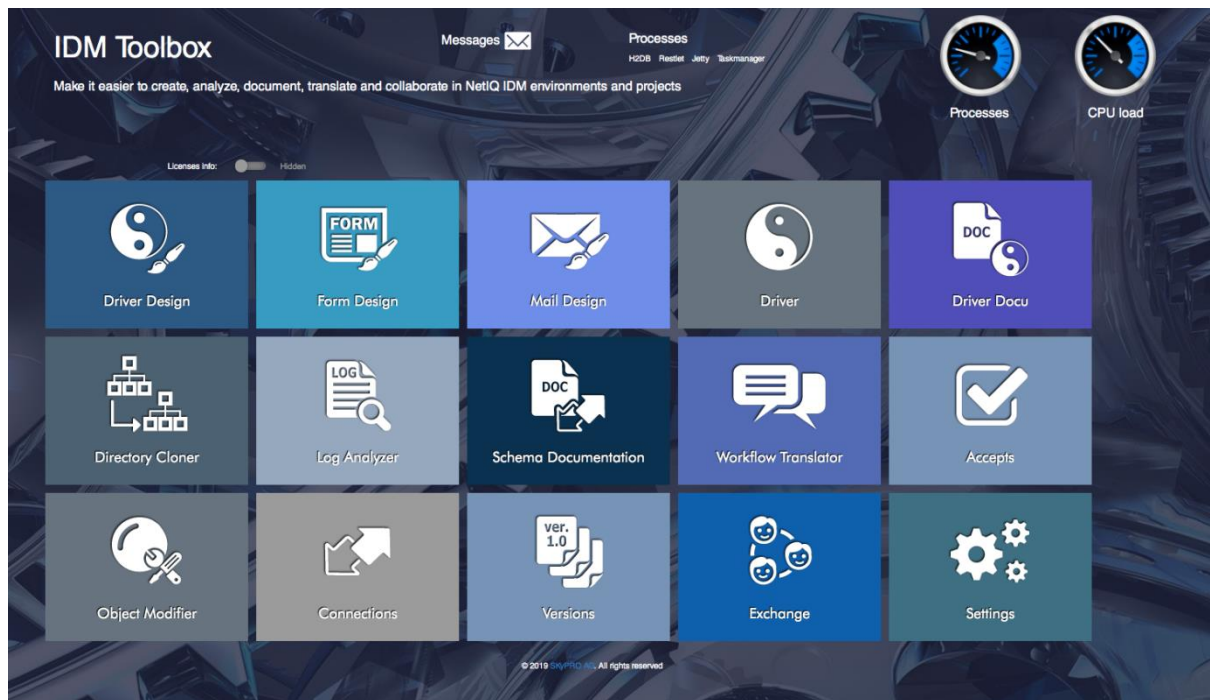 IDM Toolbox
Messages
Processes
H2DB Restlet Jetty Taskmanager
Make it easier to create, analyze, document, translate and collaborate in NetIQ IDM environments and projects
Processes
CPU load
Licenses Info:
Hidden
Driver Design
FORM
Form Design
Mail Design
Driver
DOC
Driver Docu
Directory Cloner
LOG
Log Analyzer
DOC
Schema Documentation
Workflow Translator
Accepts
Object Modifier
Connections
ver.
1.0
Versions
Exchange
Settings
© 2019 SKyPRO AG, All rights reserved